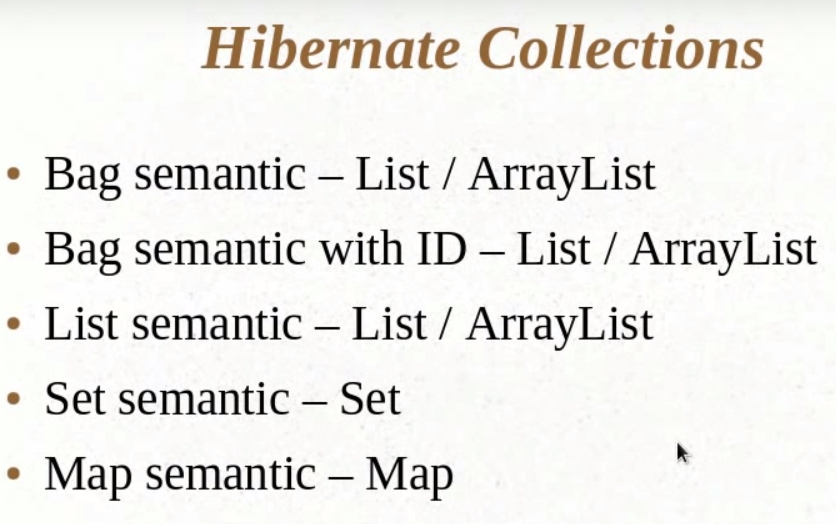 Hibernate Collections
• Bag semantic – List / ArrayList
• Bag semantic with ID – List / ArrayList
• List semantic – List / ArrayList
• Set semantic – Set
• Map semantic – Map